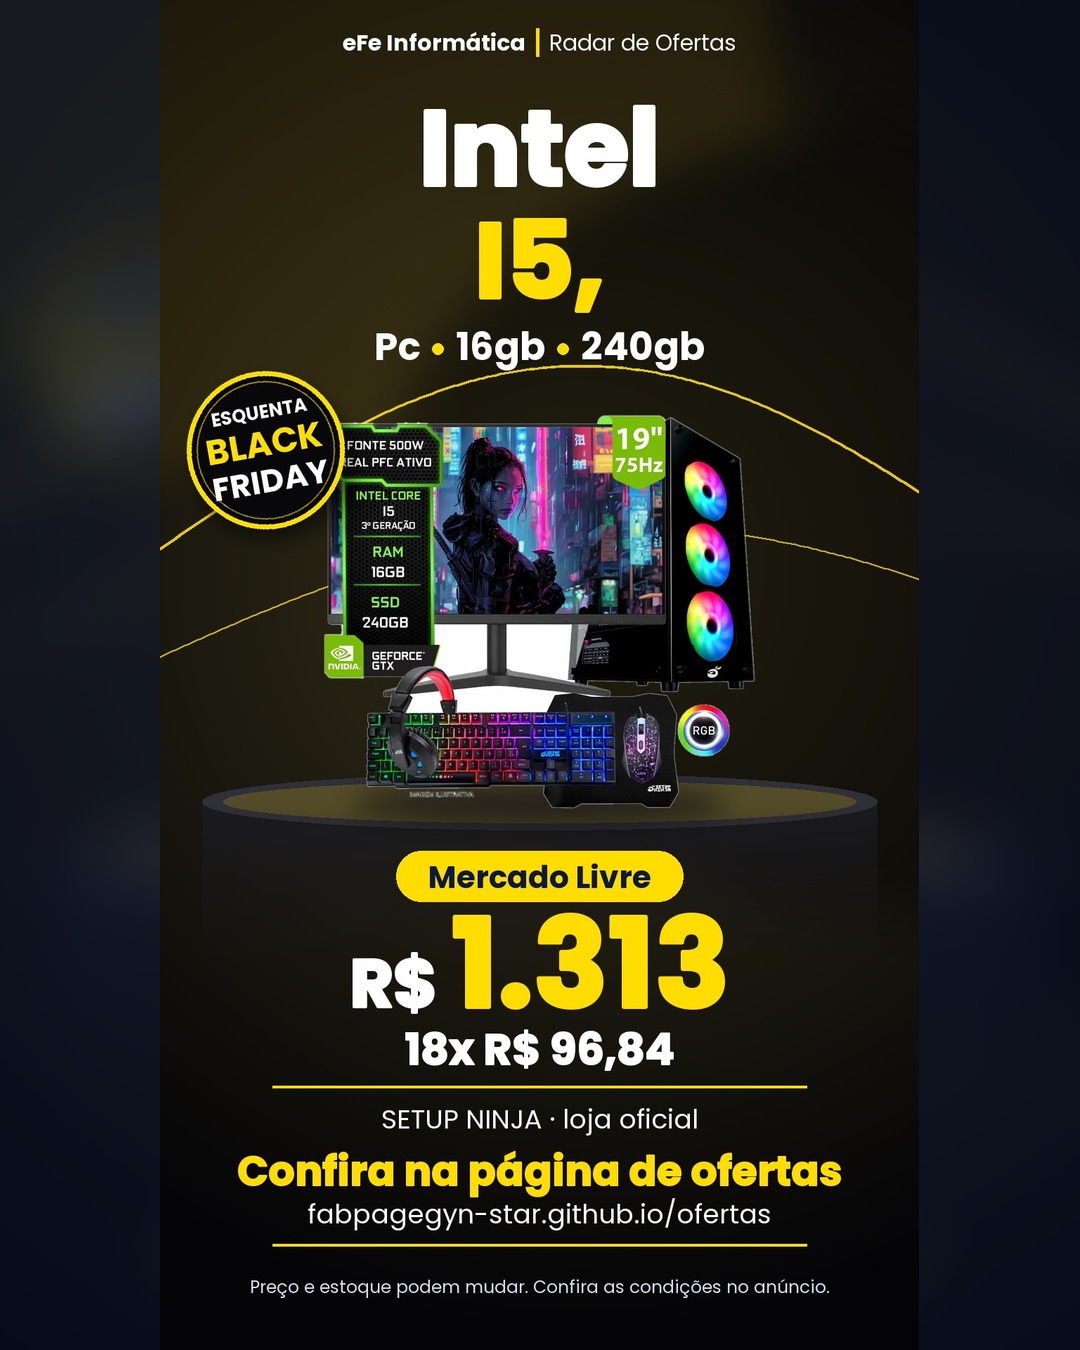 eFe Informática | Radar de Ofertas
Intel
I5,
Pc • 16gb • 240gb
ESQUENTA
BLACK
FRIDAY
FONTE 500W
REAL PFC ATIVO
INTEL CORE
I5
3ª GERAÇÃO
RAM
16GB
SSD
240GB
NVIDIA.
GEFORCE
GTX
19"
75Hz
RGB
IMAGEM ILUSTRATIVA
Mercado Livre
R$ 1.313
18x R$ 96,84
SETUP NINJA · loja oficial
Confira na página de ofertas
fabpagegyn-star.github.io/ofertas
Preço e estoque podem mudar. Confira as condições no anúncio.